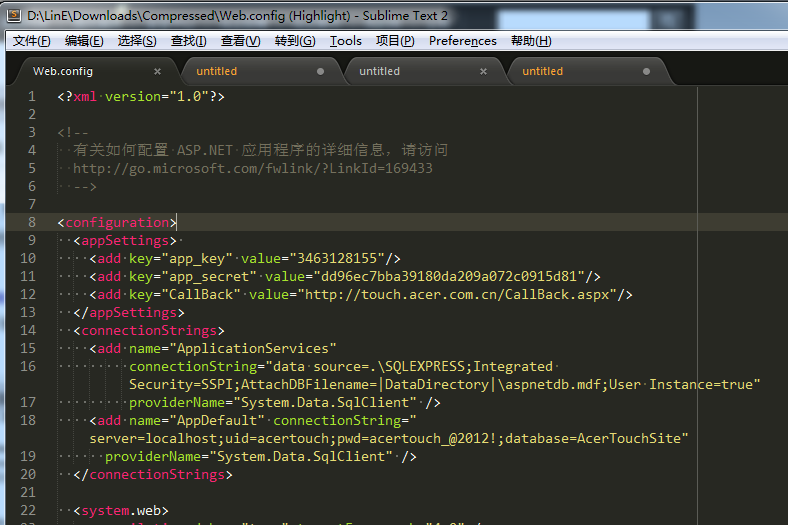 D:\LinE\Downloads\Compressed\Web.config (Highlight) - Sublime Text 2
文件(F) 编辑(E) 选择(S) 查找(I) 查看(V) 转到(G) Tools 项目(P) Preferences 帮助(H)
Web.config × untitled untitled × untitled
1 <?xml version="1.0"?>
2
3 <!--
4 有关如何配置 ASP.NET 应用程序的详细信息，请访问
5 http://go.microsoft.com/fwlink/?LinkId=169433
6 -->
7
8 <configuration>
9 <appSettings>
10 <add key="app_key" value="3463128155"/>
11 <add key="app_secret" value="dd96ec7bba39180da209a072c0915d81"/>
12 <add key="CallBack" value="http://touch.acer.com.cn/CallBack.aspx"/>
13 </appSettings>
14 <connectionStrings>
15 <add name="ApplicationServices"
16 connectionString="data source=.\SQLEXPRESS;Integrated
Security=SSPI;AttachDBFilename=|DataDirectory|\aspnetdb.mdf;User Instance=true"
17 providerName="System.Data.SqlClient" />
18 <add name="AppDefault" connectionString="
server=localhost;uid=acertouch;pwd=acertouch_@2012!;database=AcerTouchSite"
19 providerName="System.Data.SqlClient" />
20 </connectionStrings>
21
22 <system.web>